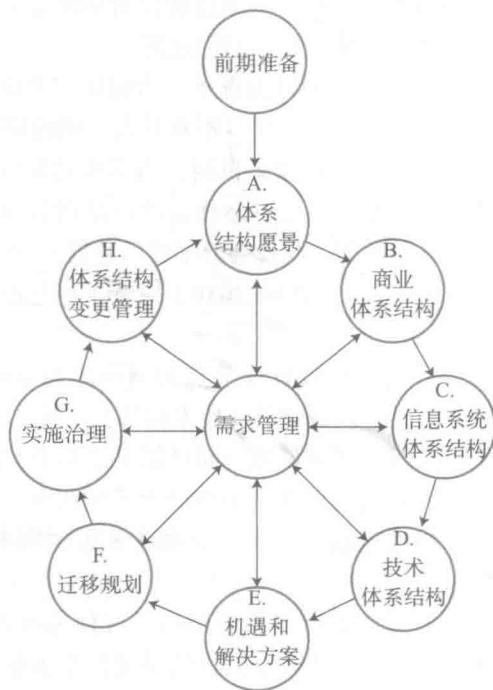 前期准备
A.
体系
结构愿景
B.
商业
体系结构
C.
信息系统
体系结构
D.
技术
体系结构
E.
机遇和
解决方案
F.
迁移规划
G.
实施治理
H.
体系结构
变更管理
需求管理